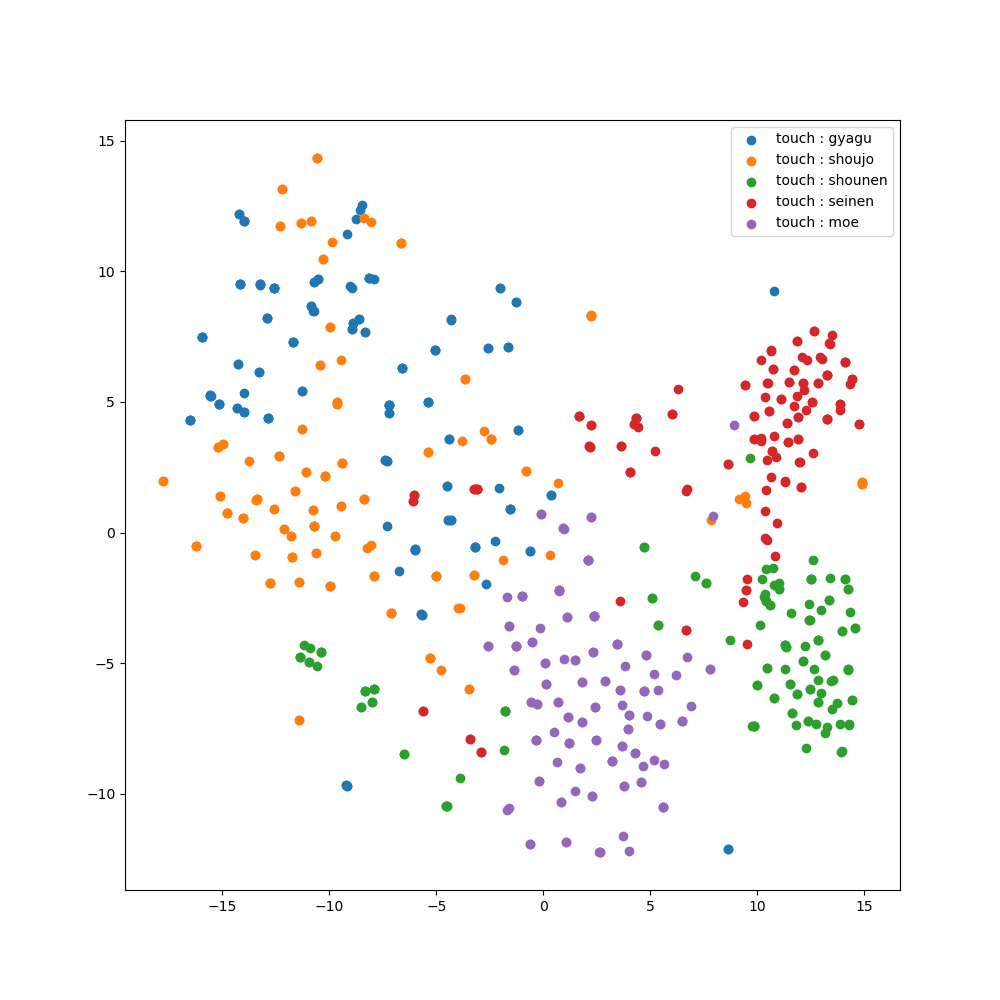 touch : gyagu
touch : shoujo
touch : shounen
touch : seinen
touch : moe
15
10
5
0
−5
−10
−15 −10 −5 0 5 10 15